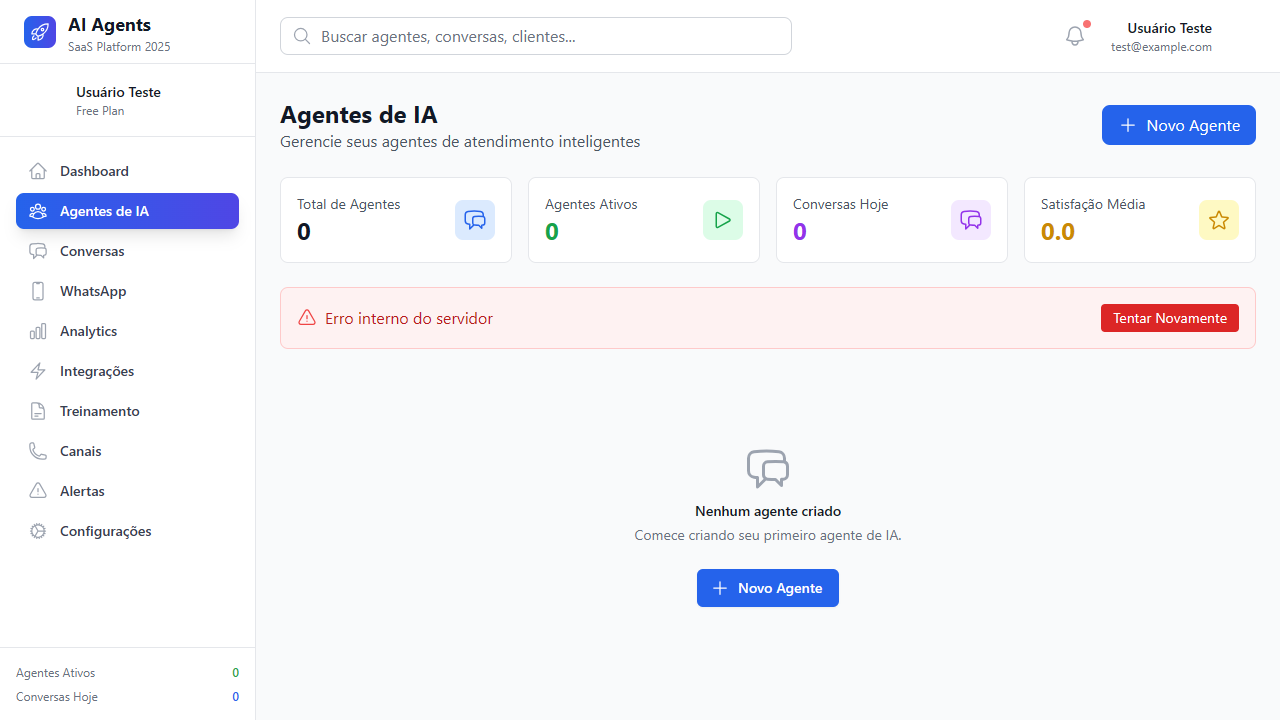 AI Agents
SaaS Platform 2025
Usuário Teste
Free Plan
Dashboard
Agentes de IA
Conversas
WhatsApp
Analytics
Integrações
Treinamento
Canais
Alertas
Configurações
Agentes Ativos 0
Conversas Hoje 0
Buscar agentes, conversas, clientes...
Usuário Teste
test@example.com
Agentes de IA
Gerencie seus agentes de atendimento inteligentes
Novo Agente
Total de Agentes
0
Agentes Ativos
0
Conversas Hoje
0
Satisfação Média
0.0
Erro interno do servidor
Tentar Novamente
Nenhum agente criado
Comece criando seu primeiro agente de IA.
Novo Agente